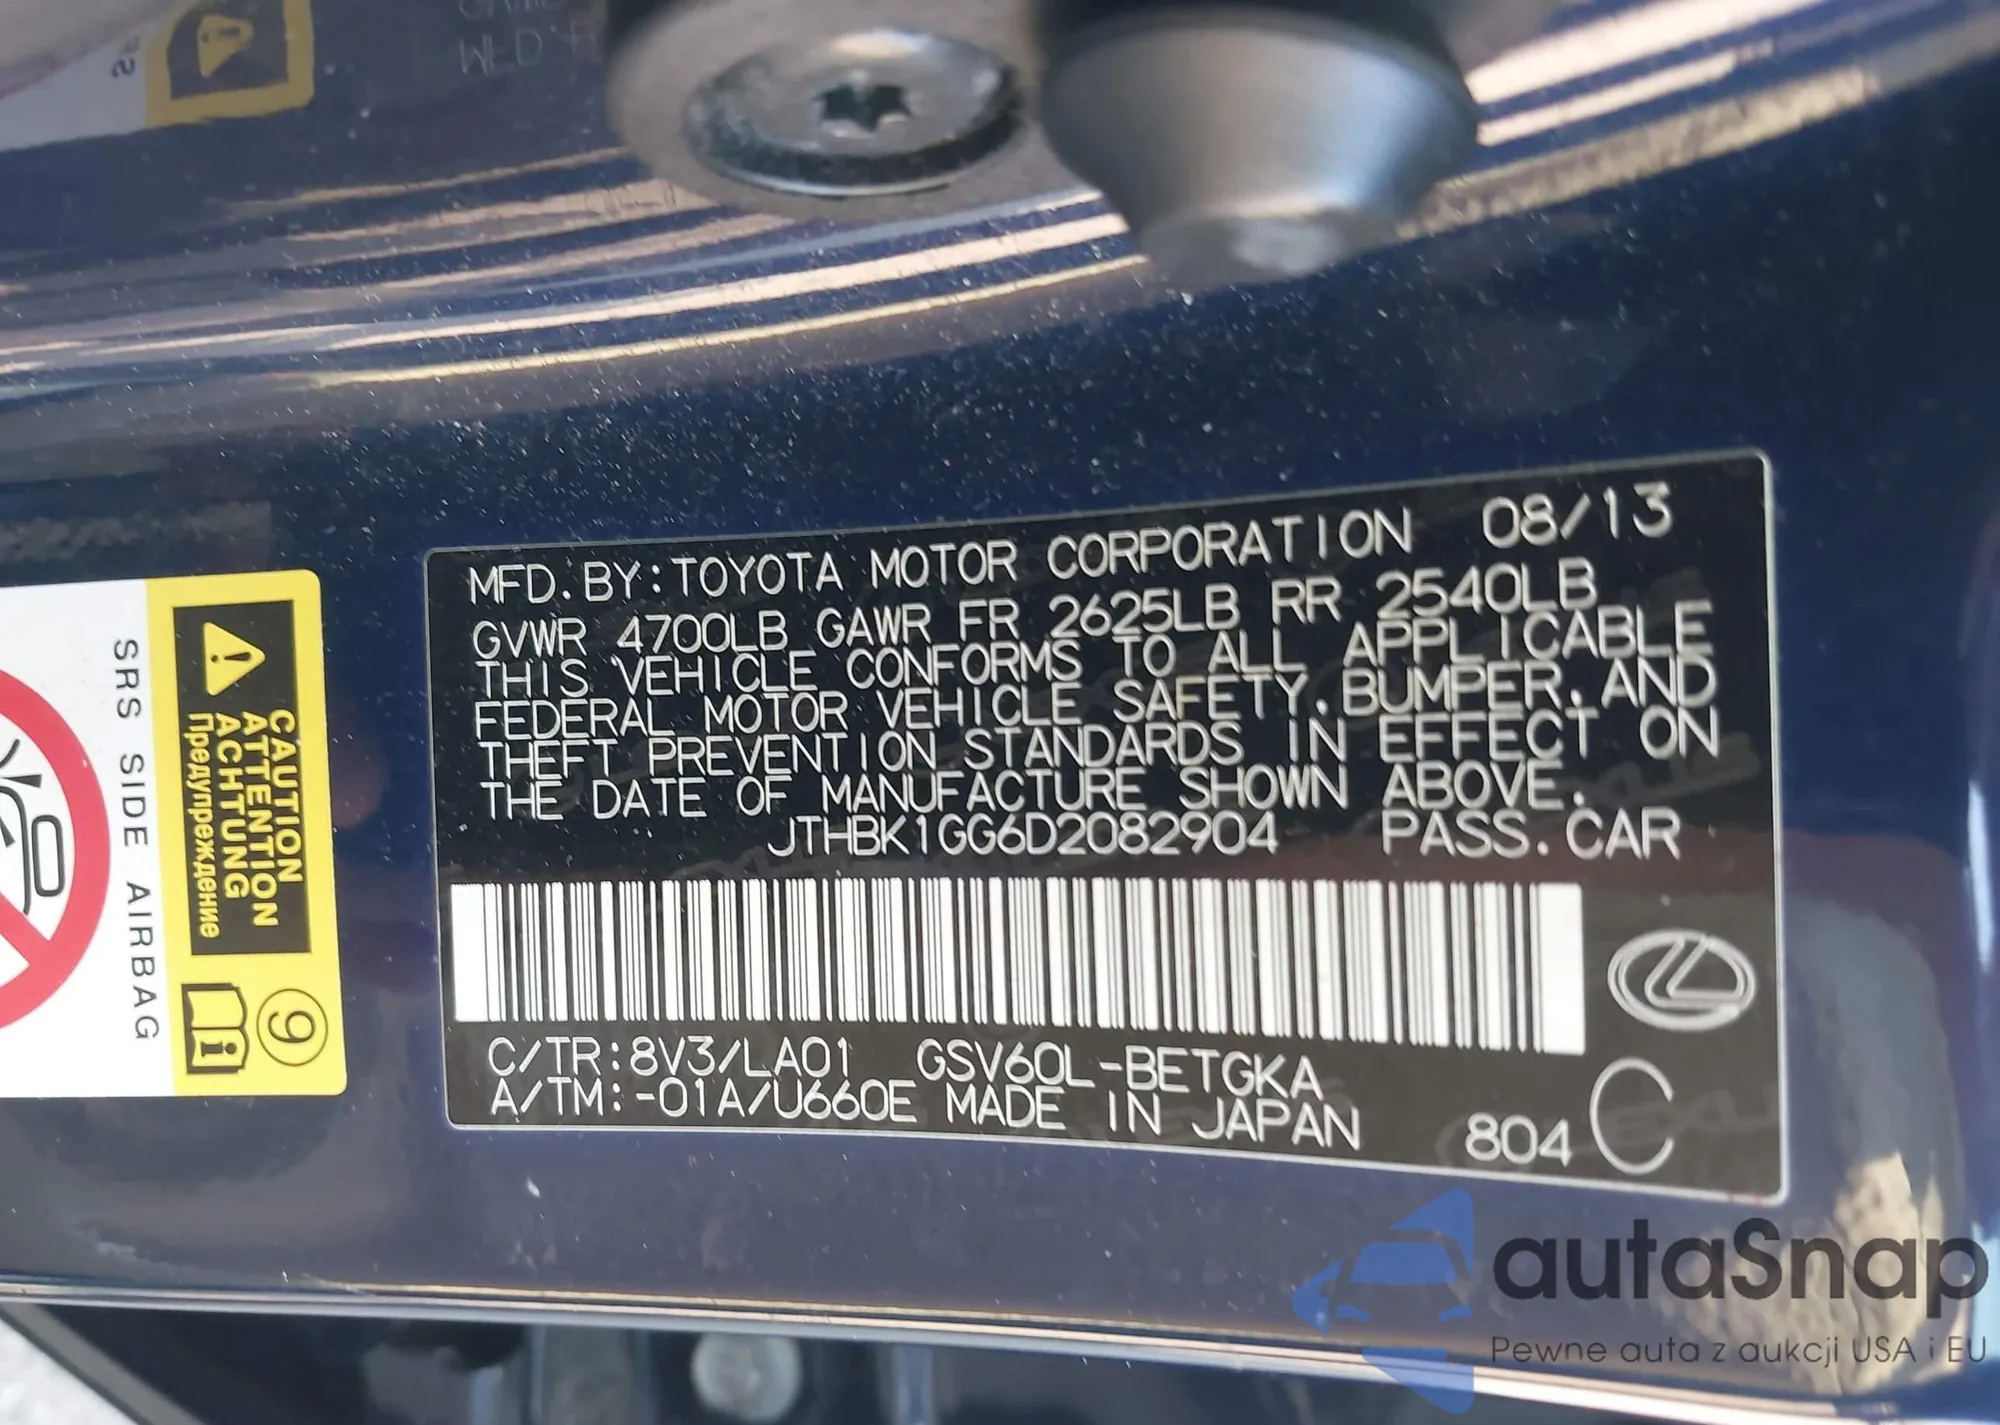 MFD. BY: TOYOTA MOTOR CORPORATION 08/13
GVWR 4700LB GAWR FR 2625LB RR 2540LB
THIS VEHICLE CONFORMS TO ALL APPLICABLE
FEDERAL MOTOR VEHICLE SAFETY, BUMPER, AND
THEFT PREVENTION STANDARDS IN EFFECT ON
THE DATE OF MANUFACTURE SHOWN ABOVE.
JTHBK1GG6D2082904 PASS. CAR
C/TR: 8V3/LA01 GSV60L-BETGKA
A/TM: -01A/U660E MADE IN JAPAN
804 C
CAUTION
ATTENTION
ACHTUNG
Предупреждение
9
SRS SIDE AIRBAG
autaSnap
Pewne auta z aukcji USA i EU